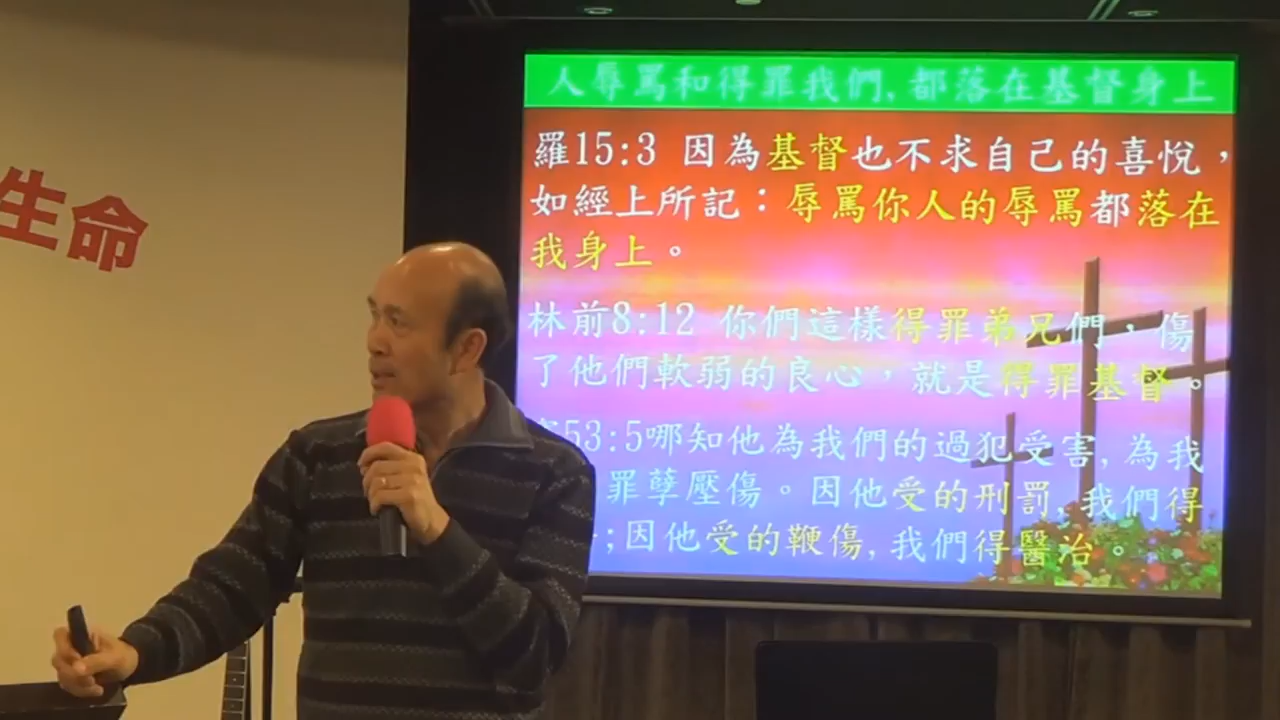 生命
人辱罵和得罪我們,都落在基督身上
羅15:3 因為基督也不求自己的喜悅，
如經上所記：辱罵你人的辱罵都落在
我身上。
林前8:12 你們這樣得罪弟兄們，傷
了他們軟弱的良心，就是得罪基督。
53:5哪知他為我們的過犯受害,為我
罪孽壓傷。因他受的刑罰,我們得
;因他受的鞭傷,我們得醫治。